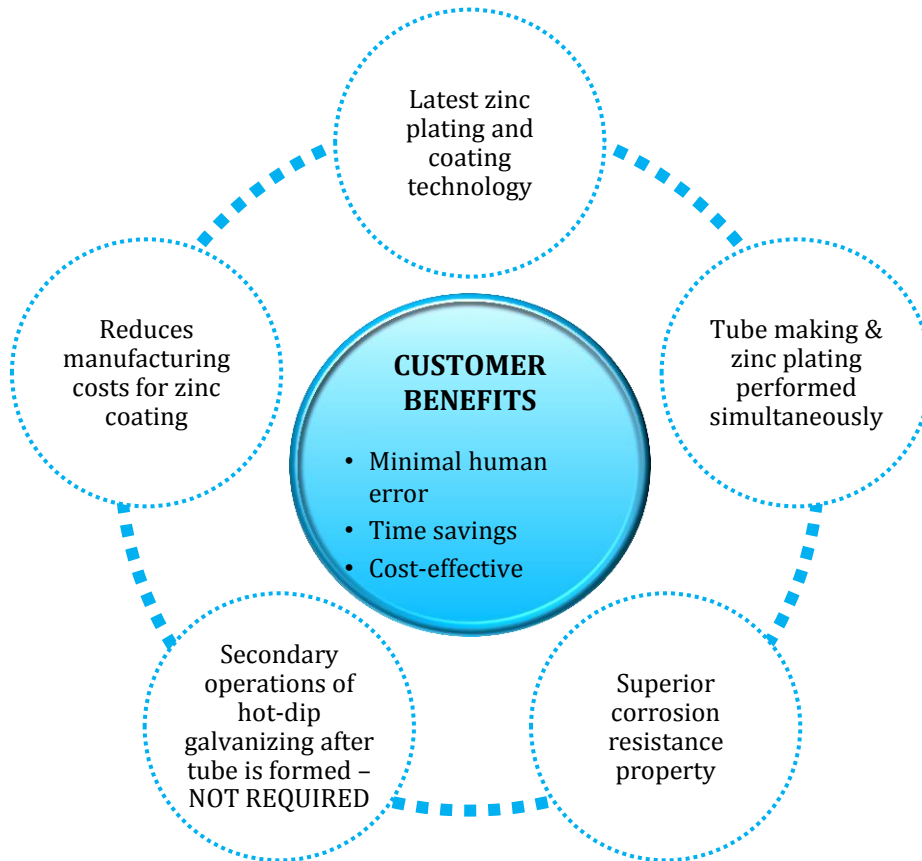 Latest zinc
plating and
coating
technology
Tube making &
zinc plating
performed
simultaneously
Superior
corrosion
resistance
property
Secondary
operations of
hot-dip
galvanizing after
tube is formed –
NOT REQUIRED
Reduces
manufacturing
costs for zinc
coating
CUSTOMER
BENEFITS
• Minimal human
error
• Time savings
• Cost-effective